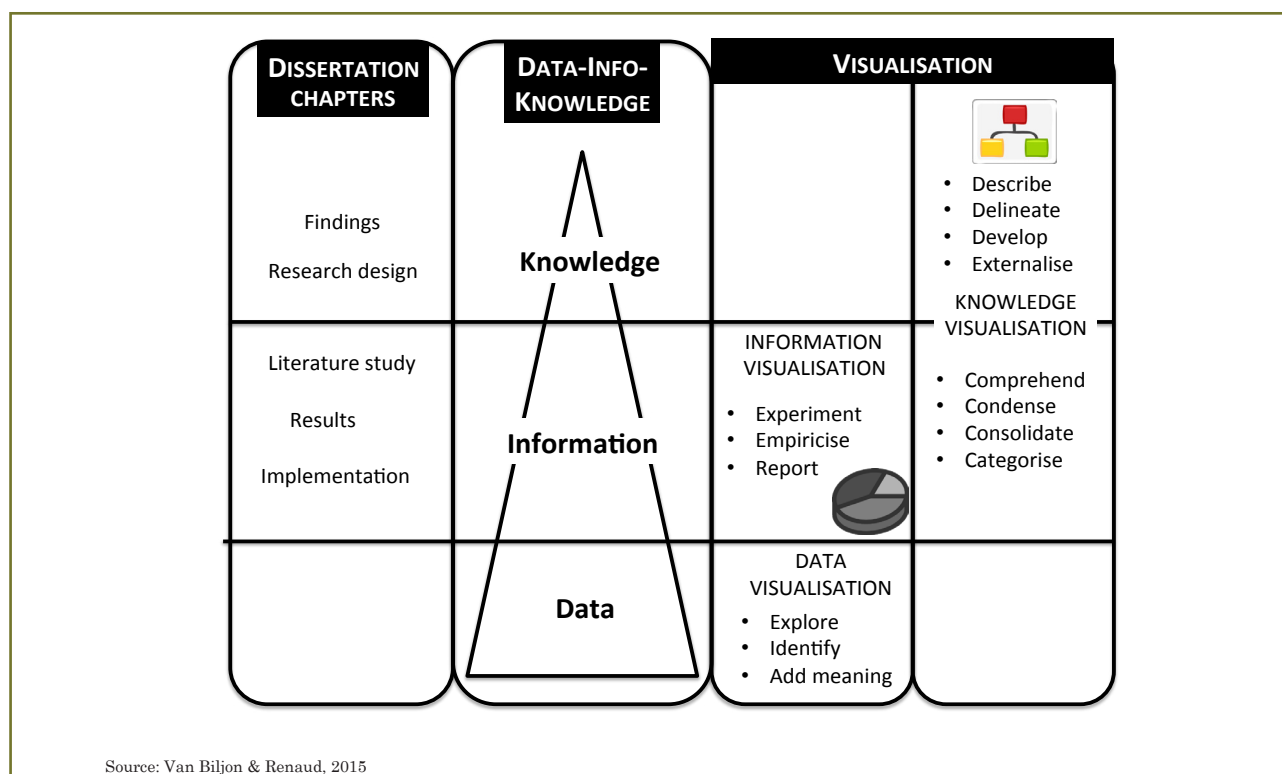 DISSERTATION
CHAPTERS
Findings
Research design
Literature study
Results
Implementation
DATA-INFO-
KNOWLEDGE
Knowledge
Information
Data
VISUALISATION
INFORMATION
VISUALISATION
• Experiment
• Empiricise
• Report
DATA
VISUALISATION
• Explore
• Identify
• Add meaning
• Describe
• Delineate
• Develop
• Externalise
KNOWLEDGE
VISUALISATION
• Comprehend
• Condense
• Consolidate
• Categorise
Source: Van Biljon & Renaud, 2015